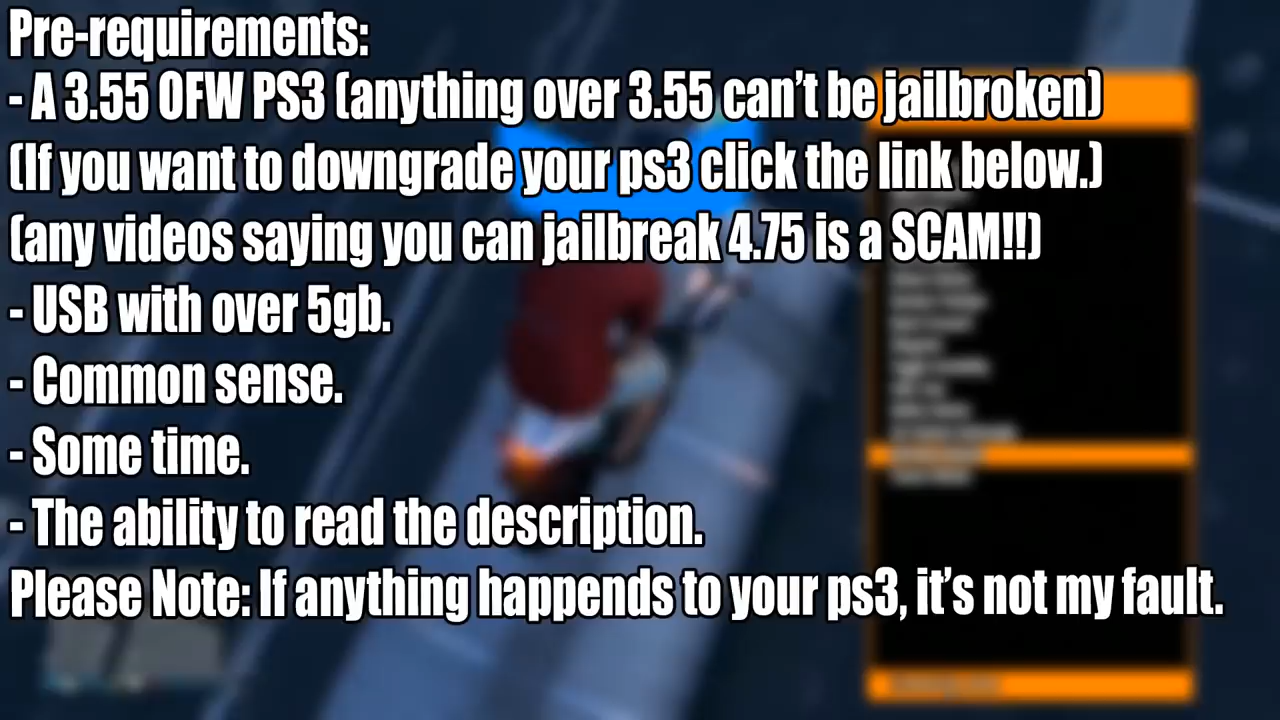 Pre-requirements:
- A 3.55 OFW PS3 (anything over 3.55 can't be jailbroken)
(If you want to downgrade your ps3 click the link below.)
(any videos saying you can jailbreak 4.75 is a SCAM!!)
- USB with over 5gb.
- Common sense.
- Some time.
- The ability to read the description.
Please Note: If anything happends to your ps3, it's not my fault.